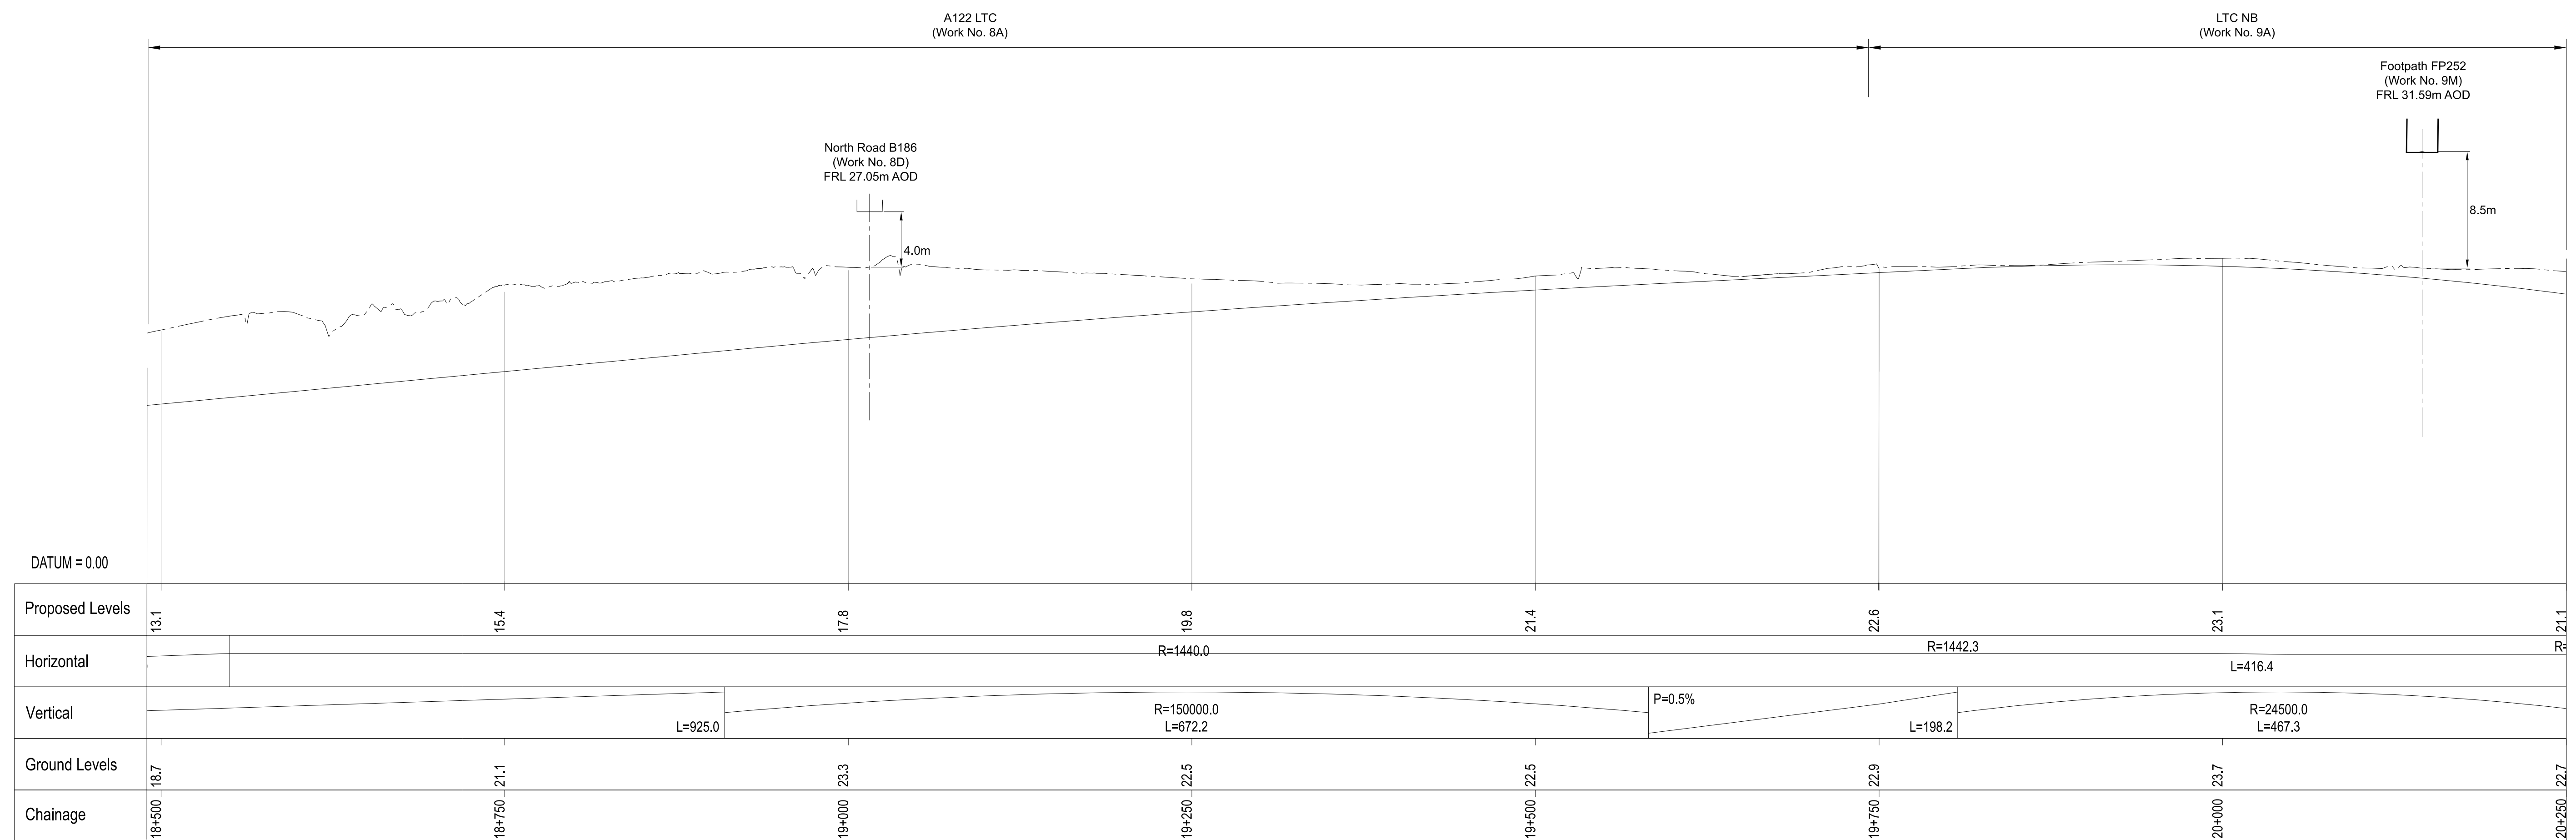 A122 LTC
(Work No. 8A)
LTC NB
(Work No. 9A)
Footpath FP252
(Work No. 9M)
FRL 31.59m AOD
North Road B186
(Work No. 8D)
FRL 27.05m AOD
8.5m
4.0m
DATUM = 0.00
Proposed Levels 13.1 15.4 17.8 19.8 21.4 22.6 23.1 21.1
Horizontal R=1440.0 R=1442.3 L=416.4 R=
Vertical L=925.0 R=150000.0 L=672.2 P=0.5% L=198.2 R=24500.0 L=467.3
Ground Levels 18.7 21.1 23.3 22.5 22.5 22.9 23.7 22.7
Chainage 18+500 18+750 19+000 19+250 19+500 19+750 20+000 20+250